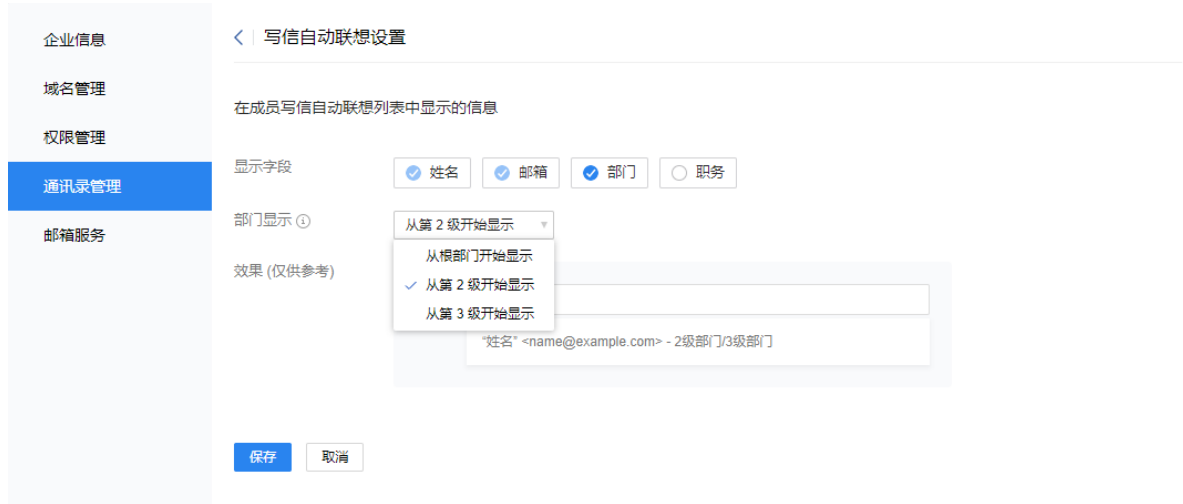 企业信息
域名管理
权限管理
通讯录管理
邮箱服务
写信自动联想设置
在成员写信自动联想列表中显示的信息
显示字段
姓名 邮箱 部门 职务
部门显示
从第 2 级开始显示
从根部门开始显示
从第 2 级开始显示
从第 3 级开始显示
效果 (仅供参考)
“姓名” <name@example.com> - 2级部门/3级部门
保存 取消